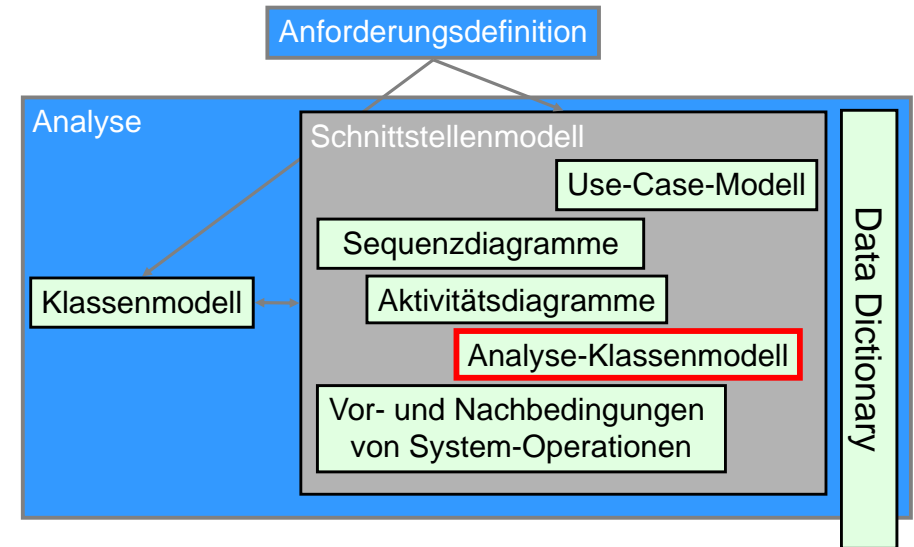 Anforderungsdefinition
Analyse
Schnittstellenmodell
Use-Case-Modell
Sequenzdiagramme
Klassenmodell
Aktivitätsdiagramme
Analyse-Klassenmodell
Vor- und Nachbedingungen
von System-Operationen
Data Dictionary